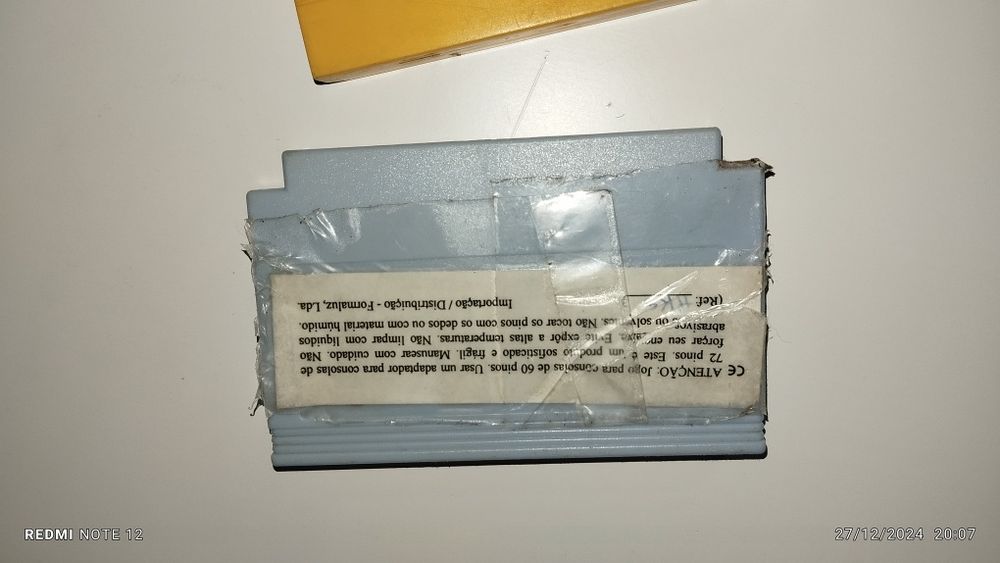 CE ATENÇÃO: Jogo para consolas de 60 pinos. Usar um adaptador para consolas de
72 pinos. Este é um produto sofisticado e frágil. Manusear com cuidado. Não
forçar seu encaixe. Evite expôr a altas temperaturas. Não limpar com líquidos
abrasivos ou solventes. Não tocar os pinos com os dedos ou com material húmido.
(Ref. Importação / Distribuição - Formaluz, Lda.
REDMI NOTE 12
27/12/2024 20:07